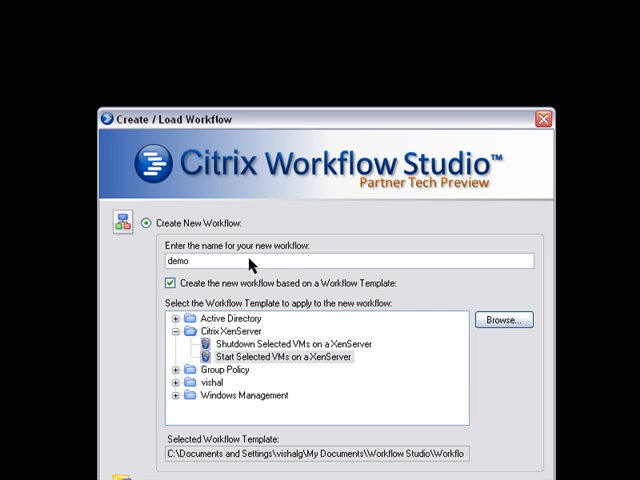 Create / Load Workflow
Citrix Workflow Studio™
Partner Tech Preview
Create New Workflow:
Enter the name for your new workflow:
demo
Create the new workflow based on a Workflow Template:
Select the Workflow Template to apply to the new workflow:
Active Directory
Browse...
Citrix XenServer
Shutdown Selected VMs on a XenServer
Start Selected VMs on a XenServer
Group Policy
vishal
Windows Management
Selected Workflow Template:
C:\Documents and Settings\vishalg\My Documents\Workflow Studio\Workflo